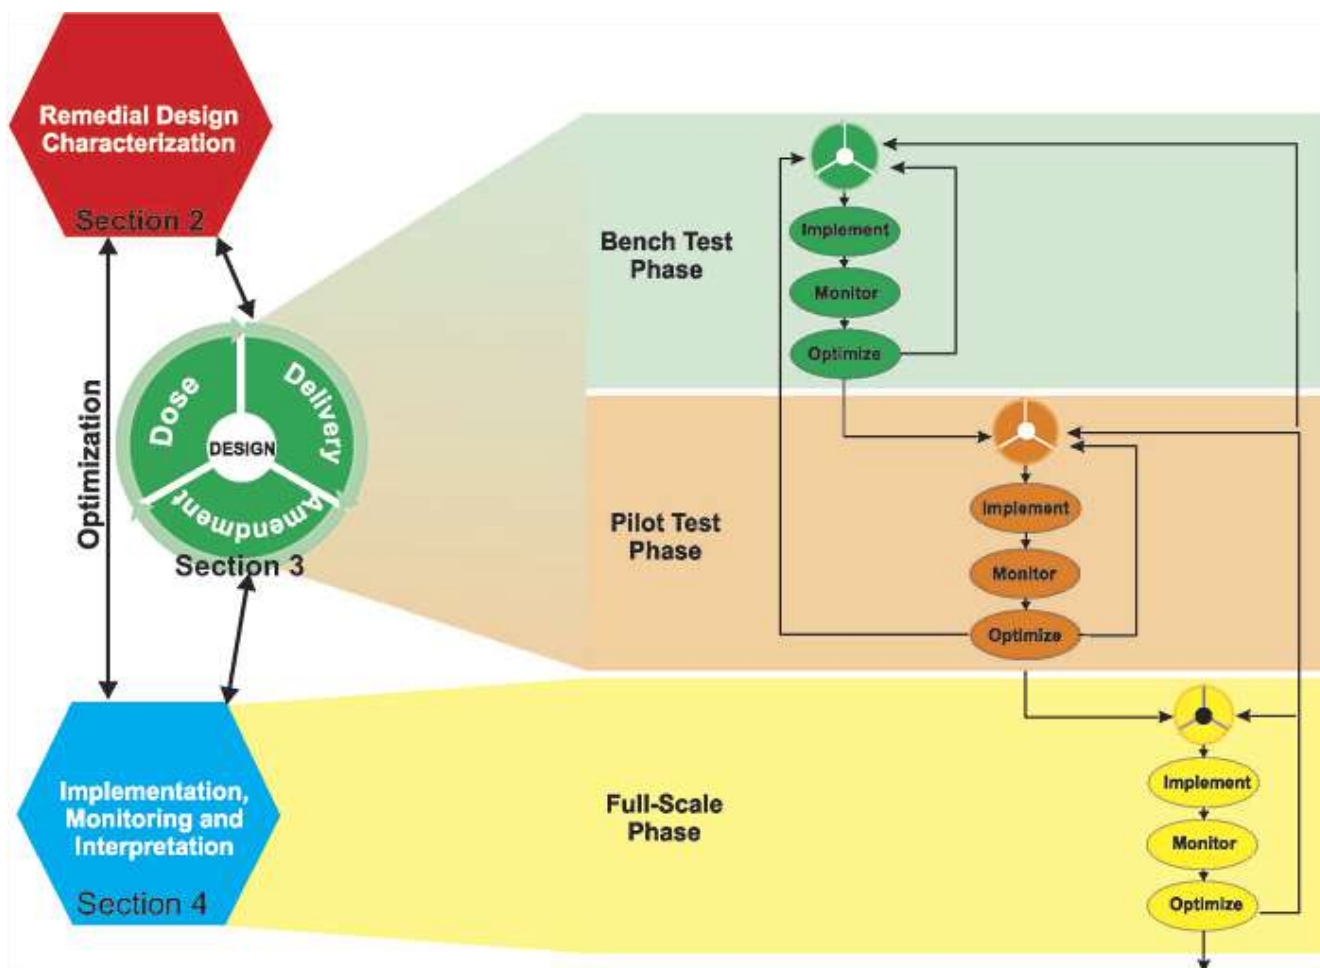 Remedial Design
Characterization
Section 2
Optimization
Dose
Delivery
DESIGN
Amendment
Section 3
Implementation,
Monitoring and
Interpretation
Section 4
Bench Test
Phase
Implement
Monitor
Optimize
Pilot Test
Phase
Implement
Monitor
Optimize
Full-Scale
Phase
Implement
Monitor
Optimize